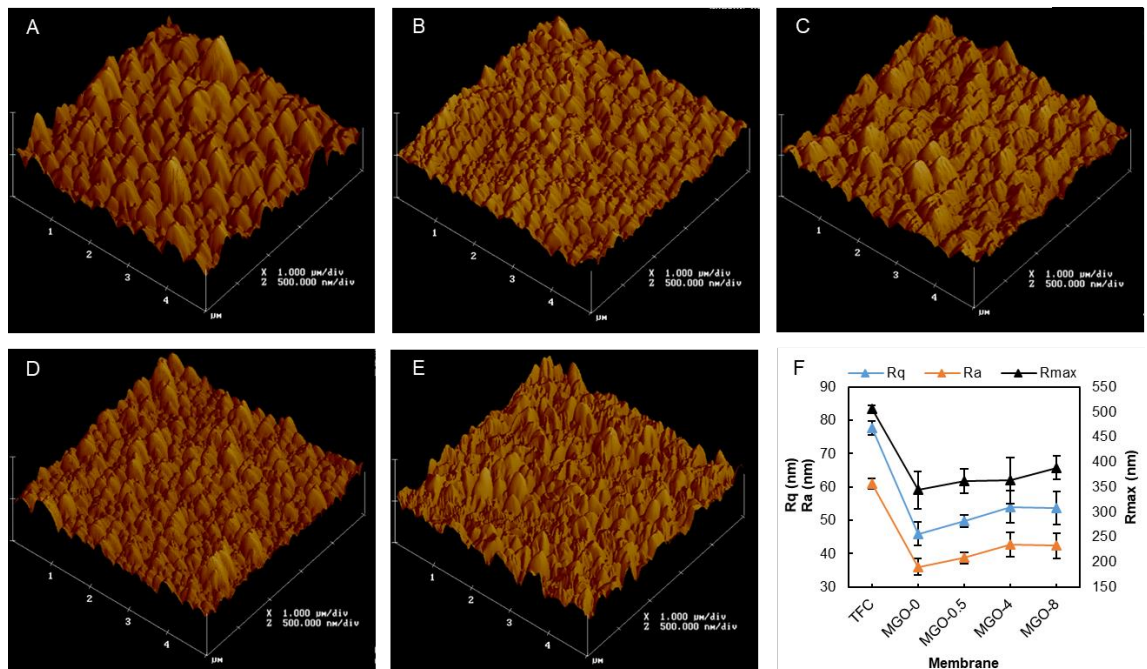 A
1
2
3
4
µm
X 1.000 µm/div
Z 500.000 nm/div
B
1
2
3
4
µm
X 1.000 µm/div
Z 500.000 nm/div
C
1
2
3
4
µm
X 1.000 µm/div
Z 500.000 nm/div
D
1
2
3
4
µm
X 1.000 µm/div
Z 500.000 nm/div
E
1
2
3
4
µm
X 1.000 µm/div
Z 500.000 nm/div
F
Rq Ra Rmax
90
80
70
60
50
40
30
Rq (nm)
Ra (nm)
550
500
450
400
350
300
250
200
150
Rmax (nm)
TFC
MGO-0
MGO-0.5
MGO-4
MGO-8
Membrane